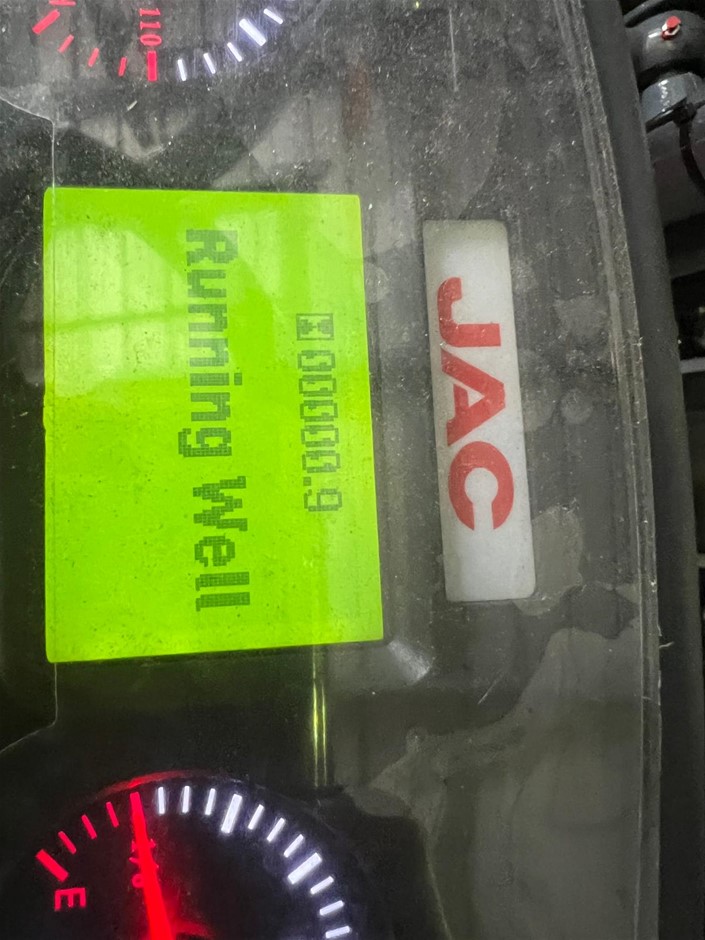 JAC
00000.9
Running Well
110
E